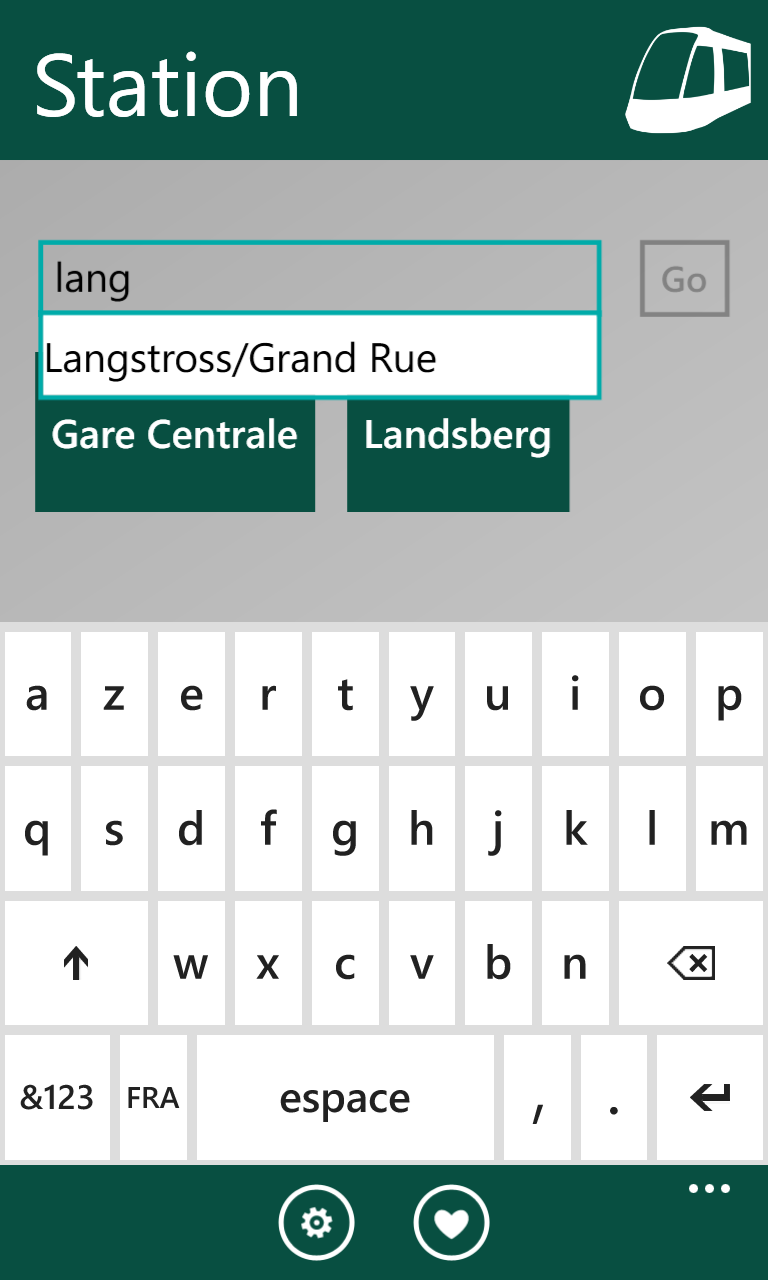 Station
lang
Go
Langstross/Grand Rue
Gare Centrale
Landsberg
a z e r t y u i o p
q s d f g h j k l m
w x c v b n
&123 FRA espace , .